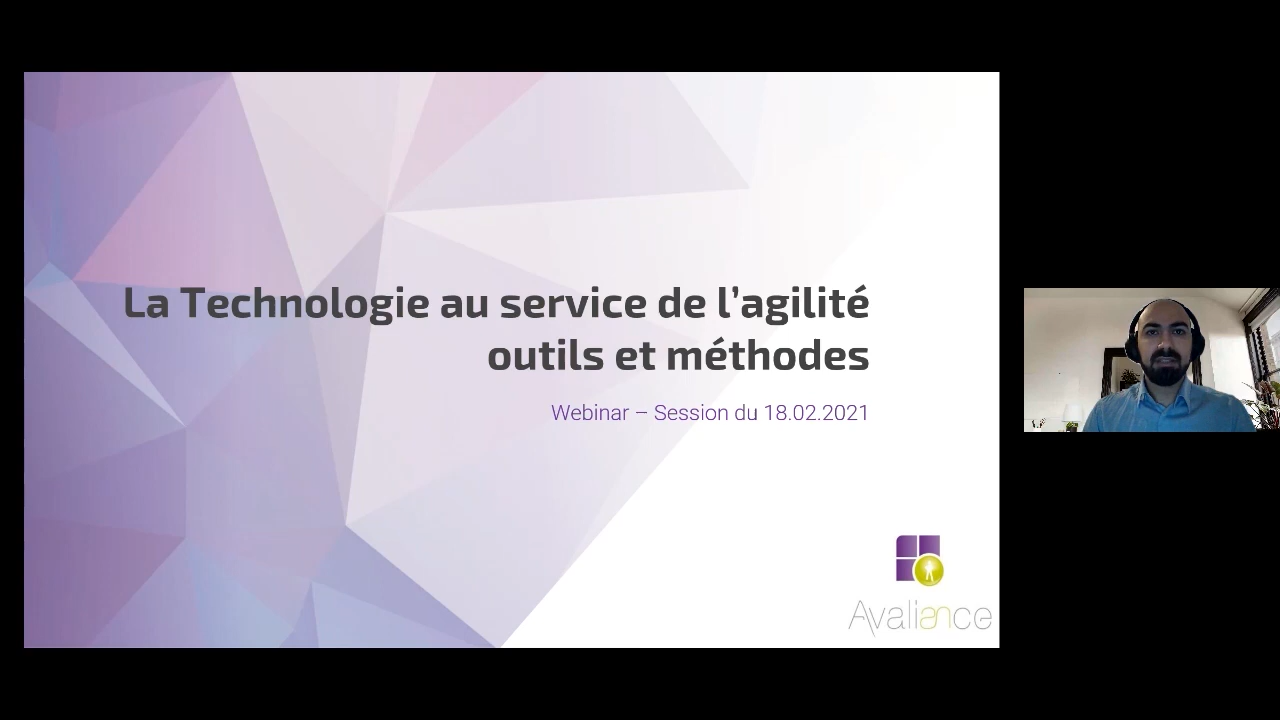 La Technologie au service de l’agilité
outils et méthodes
Webinar – Session du 18.02.2021
Avaliance